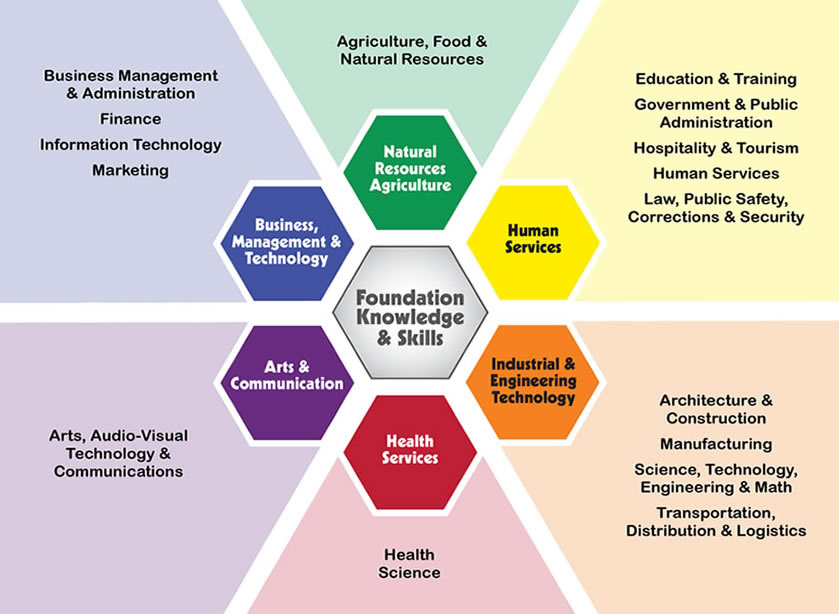 Agriculture, Food &
Natural Resources
Business Management
& Administration
Finance
Information Technology
Marketing
Education & Training
Government & Public
Administration
Hospitality & Tourism
Human Services
Law, Public Safety,
Corrections & Security
Natural
Resources
Agriculture
Business,
Management &
Technology
Human
Services
Foundation
Knowledge
& Skills
Arts &
Communication
Industrial &
Engineering
Technology
Health
Services
Arts, Audio-Visual
Technology &
Communications
Architecture &
Construction
Manufacturing
Science, Technology,
Engineering & Math
Transportation,
Distribution & Logistics
Health
Science